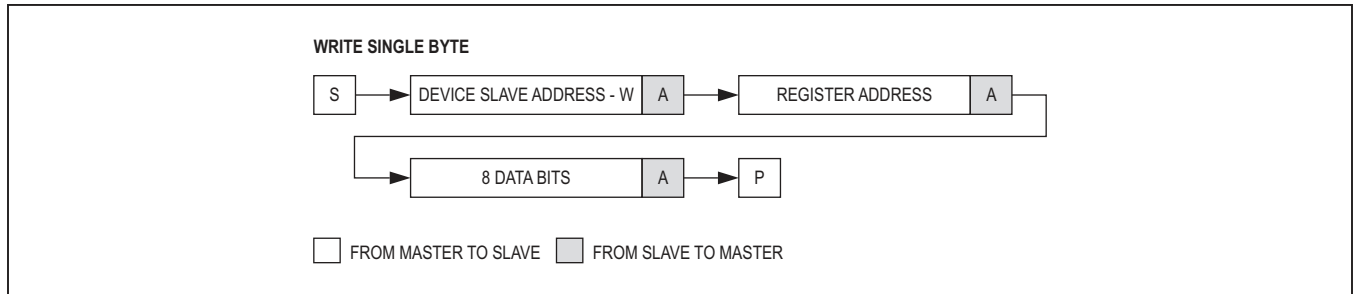 WRITE SINGLE BYTE
S DEVICE SLAVE ADDRESS - W A REGISTER ADDRESS A
8 DATA BITS A P
FROM MASTER TO SLAVE FROM SLAVE TO MASTER